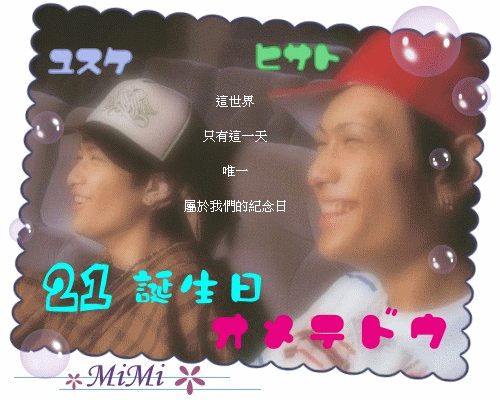 ユスケ
ヒサト
這世界
只有這一天
唯一
屬於我們的紀念日
21 誕生日
オメデドウ
MiMi